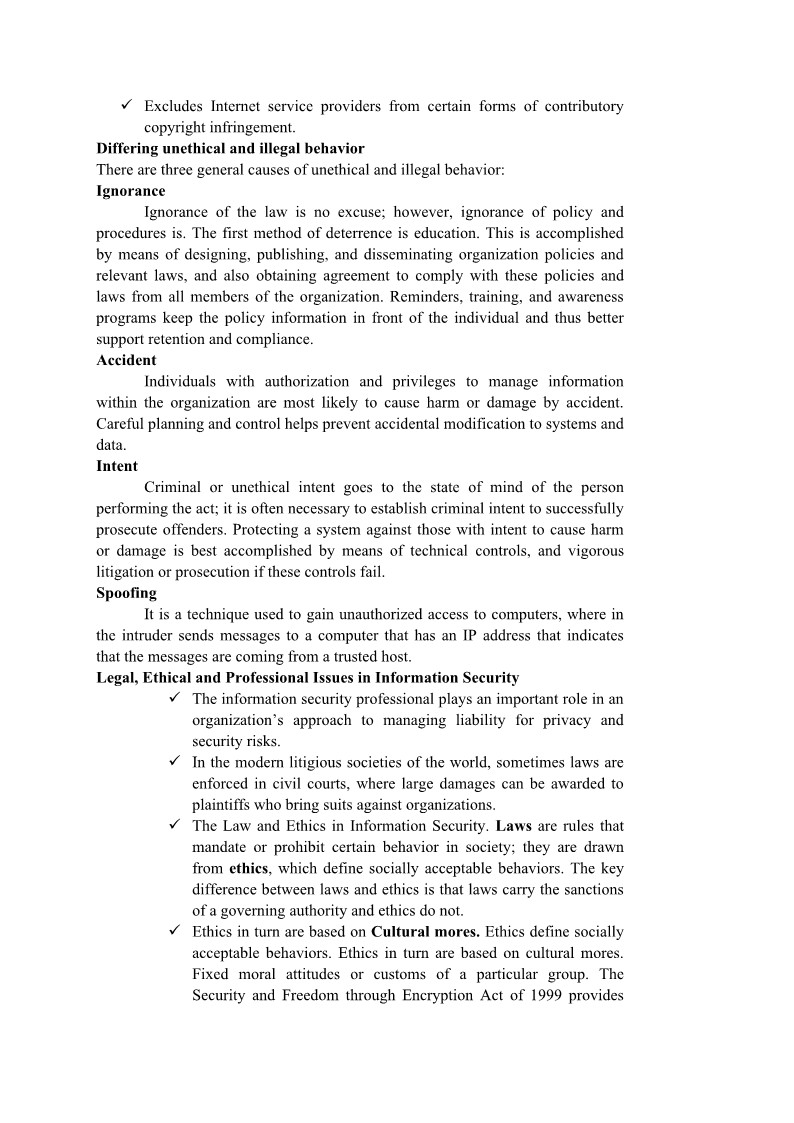 ✓ Excludes Internet service providers from certain forms of contributory
copyright infringement.
Differing unethical and illegal behavior
There are three general causes of unethical and illegal behavior:
Ignorance
Ignorance of the law is no excuse; however, ignorance of policy and
procedures is. The first method of deterrence is education. This is accomplished
by means of designing, publishing, and disseminating organization policies and
relevant laws, and also obtaining agreement to comply with these policies and
laws from all members of the organization. Reminders, training, and awareness
programs keep the policy information in front of the individual and thus better
support retention and compliance.
Accident
Individuals with authorization and privileges to manage information
within the organization are most likely to cause harm or damage by accident.
Careful planning and control helps prevent accidental modification to systems and
data.
Intent
Criminal or unethical intent goes to the state of mind of the person
performing the act; it is often necessary to establish criminal intent to successfully
prosecute offenders. Protecting a system against those with intent to cause harm
or damage is best accomplished by means of technical controls, and vigorous
litigation or prosecution if these controls fail.
Spoofing
It is a technique used to gain unauthorized access to computers, where in
the intruder sends messages to a computer that has an IP address that indicates
that the messages are coming from a trusted host.
Legal, Ethical and Professional Issues in Information Security
✓ The information security professional plays an important role in an
organization’s approach to managing liability for privacy and
security risks.
✓ In the modern litigious societies of the world, sometimes laws are
enforced in civil courts, where large damages can be awarded to
plaintiffs who bring suits against organizations.
✓ The Law and Ethics in Information Security. Laws are rules that
mandate or prohibit certain behavior in society; they are drawn
from ethics, which define socially acceptable behaviors. The key
difference between laws and ethics is that laws carry the sanctions
of a governing authority and ethics do not.
✓ Ethics in turn are based on Cultural mores. Ethics define socially
acceptable behaviors. Ethics in turn are based on cultural mores.
Fixed moral attitudes or customs of a particular group. The
Security and Freedom through Encryption Act of 1999 provides